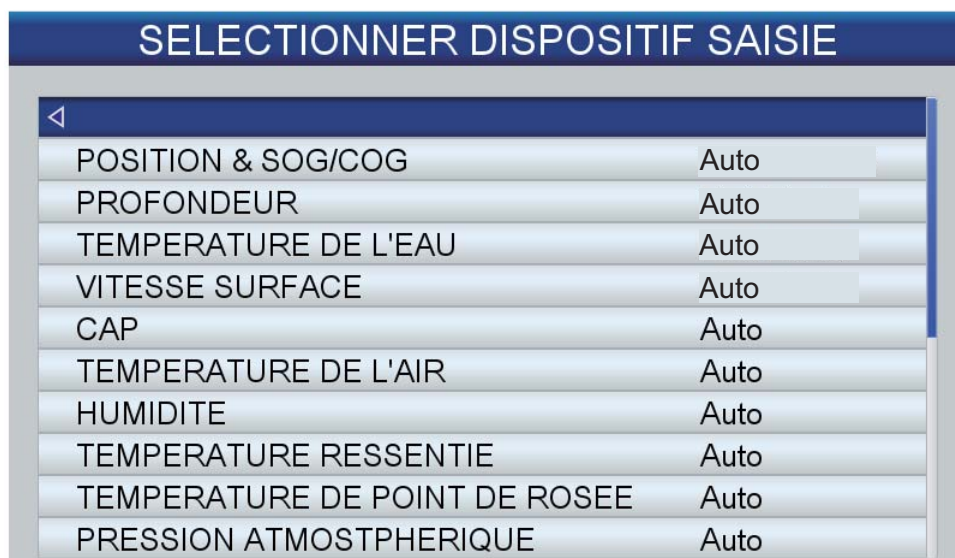 SELECTIONNER DISPOSITIF SAISIE
POSITION & SOG/COG Auto
PROFONDEUR Auto
TEMPERATURE DE L'EAU Auto
VITESSE SURFACE Auto
CAP Auto
TEMPERATURE DE L'AIR Auto
HUMIDITE Auto
TEMPERATURE RESSENTIE Auto
TEMPERATURE DE POINT DE ROSEE Auto
PRESSION ATMOSTPHERIQUE Auto